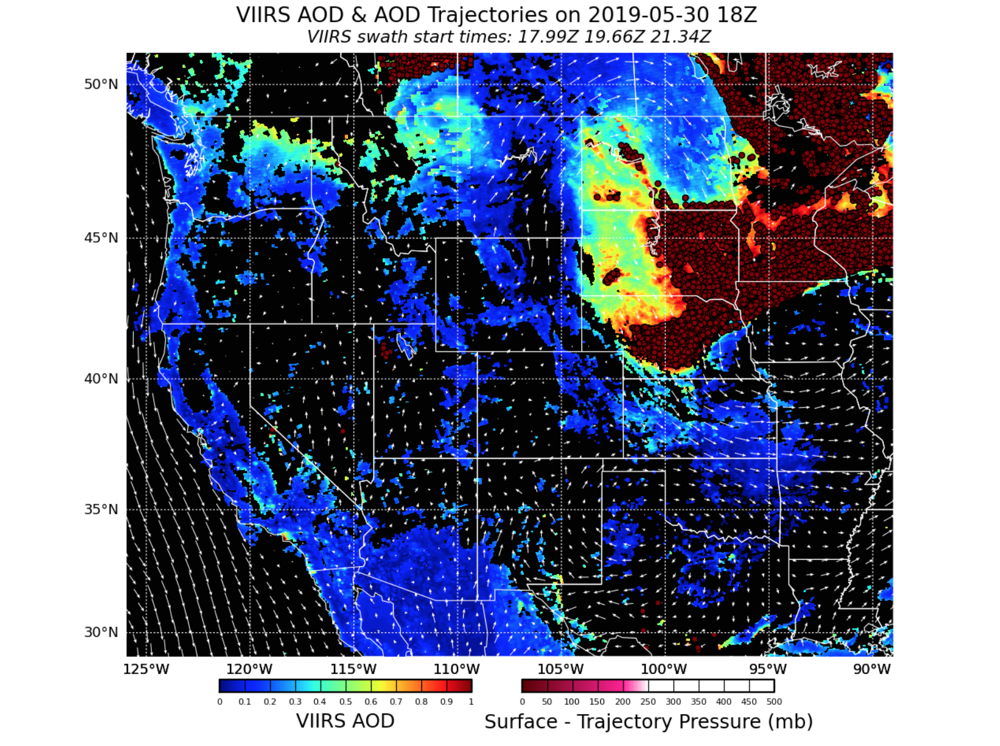 VIIRS AOD & AOD Trajectories on 2019-05-30 18Z
VIIRS swath start times: 17.99Z 19.66Z 21.34Z
50°N
45°N
40°N
35°N
30°N
125°W 120°W 115°W 110°W 105°W 100°W 95°W 90°W
0 0.1 0.2 0.3 0.4 0.5 0.6 0.7 0.8 0.9 1
VIIRS AOD
0 50 100 150 200 250 300 350 400 450 500
Surface - Trajectory Pressure (mb)